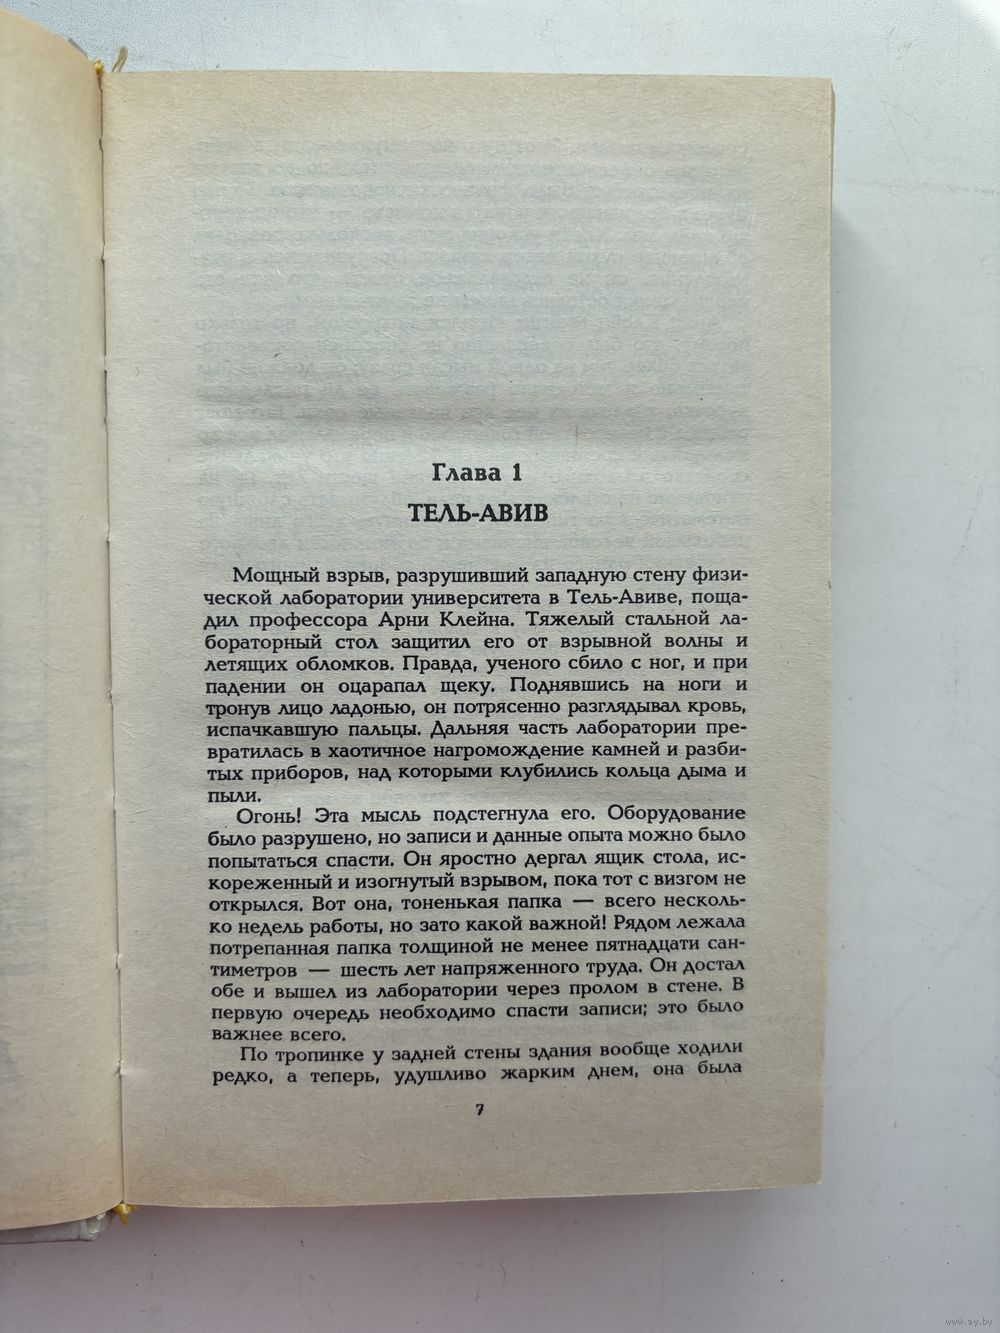 Глава 1
ТЕЛЬ-АВИВ
Мощный взрыв, разрушивший западную стену физи-
ческой лаборатории университета в Тель-Авиве, поща-
дил профессора Арни Клейна. Тяжелый стальной ла-
бораторный стол защитил его от взрывной волны и
летящих обломков. Правда, ученого сбило с ног, и при
падении он оцарапал щеку. Поднявшись на ноги и
тронув лицо ладонью, он потрясенно разглядывал кровь,
испачкавшую пальцы. Дальняя часть лаборатории пре-
вратилась в хаотичное нагромождение камней и разби-
тых приборов, над которыми клубились кольца дыма и
пыли.
Огонь! Эта мысль подстегнула его. Оборудование
было разрушено, но записи и данные опыта можно было
попытаться спасти. Он яростно дергал ящик стола, ис-
кореженный и изогнутый взрывом, пока тот с визгом не
открылся. Вот она, тоненькая папка — всего несколь-
ко недель работы, но зато какой важной! Рядом лежала
потрепанная папка толщиной не менее пятнадцати сан-
тиметров — шесть лет напряженного труда. Он достал
обе и вышел из лаборатории через пролом в стене. В
первую очередь необходимо спасти записи; это было
важнее всего.
По тропинке у задней стены здания вообще ходили
редко, а теперь, удушливо жарким днем, она была
7
www.ay.by